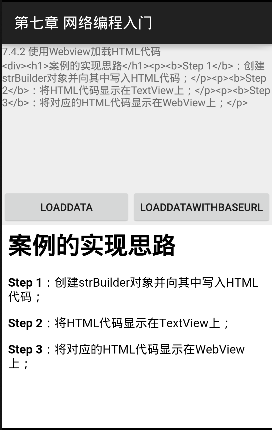 第七章 网络编程入门
7.4.2 使用Webview加载HTML代码
<div><h1>案例的实现思路</h1><p><b>Step 1</b>：创建
strBuilder对象并向其中写入HTML代码；</p><p><b>Step
2</b>：将HTML代码显示在TextView上；</p><p><b>Step
3</b>：将对应的HTML代码显示在WebView上；</p>
LOADDATA
LOADDATAWITHBASEURL
案例的实现思路
Step 1：创建strBuilder对象并向其中写入HTML
代码；
Step 2：将HTML代码显示在TextView上；
Step 3：将对应的HTML代码显示在WebView
上；